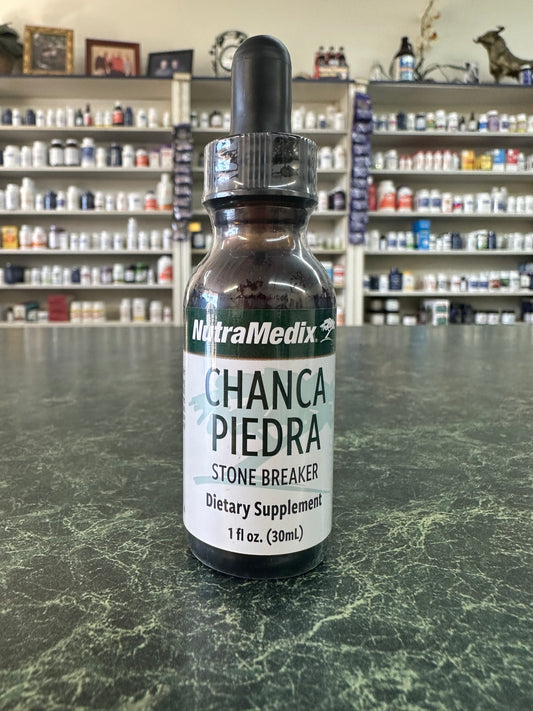 NutraMedix®
CHANCA
PIEDRA
STONE BREAKER
Dietary Supplement
1 fl oz. (30mL)